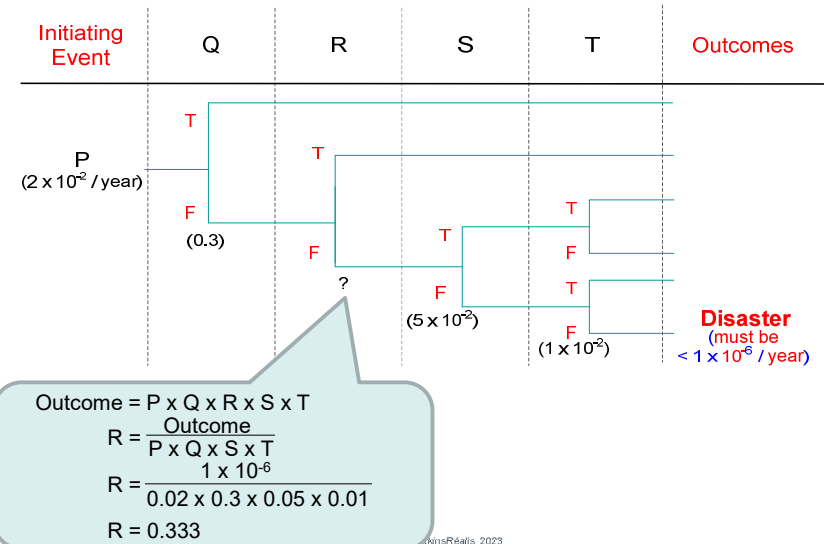 Initiating Event
Q
R
S
T
Outcomes
T
P
(2 x 10⁻² / year)
F
(0.3)
T
F
?
T
F
(5 x 10⁻²)
T
F
T
F
(1 x 10⁻²)
Disaster
(must be
< 1 x 10⁻⁶ / year)
Outcome = P x Q x R x S x T
R = Outcome / P x Q x S x T
R = 1 x 10⁻⁶ / 0.02 x 0.3 x 0.05 x 0.01
R = 0.333
2023